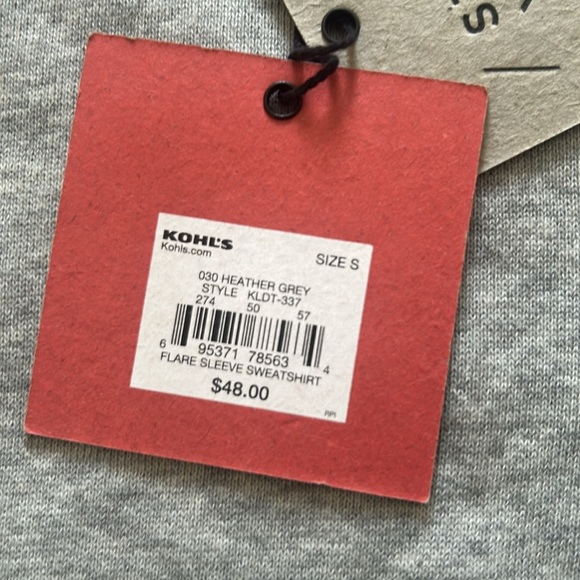 S
KOHL'S
Kohls.com
SIZE S
030 HEATHER GREY
STYLE KLDT-337
274 50 57
6 95371 78563 4
FLARE SLEEVE SWEATSHIRT
$48.00
RPI